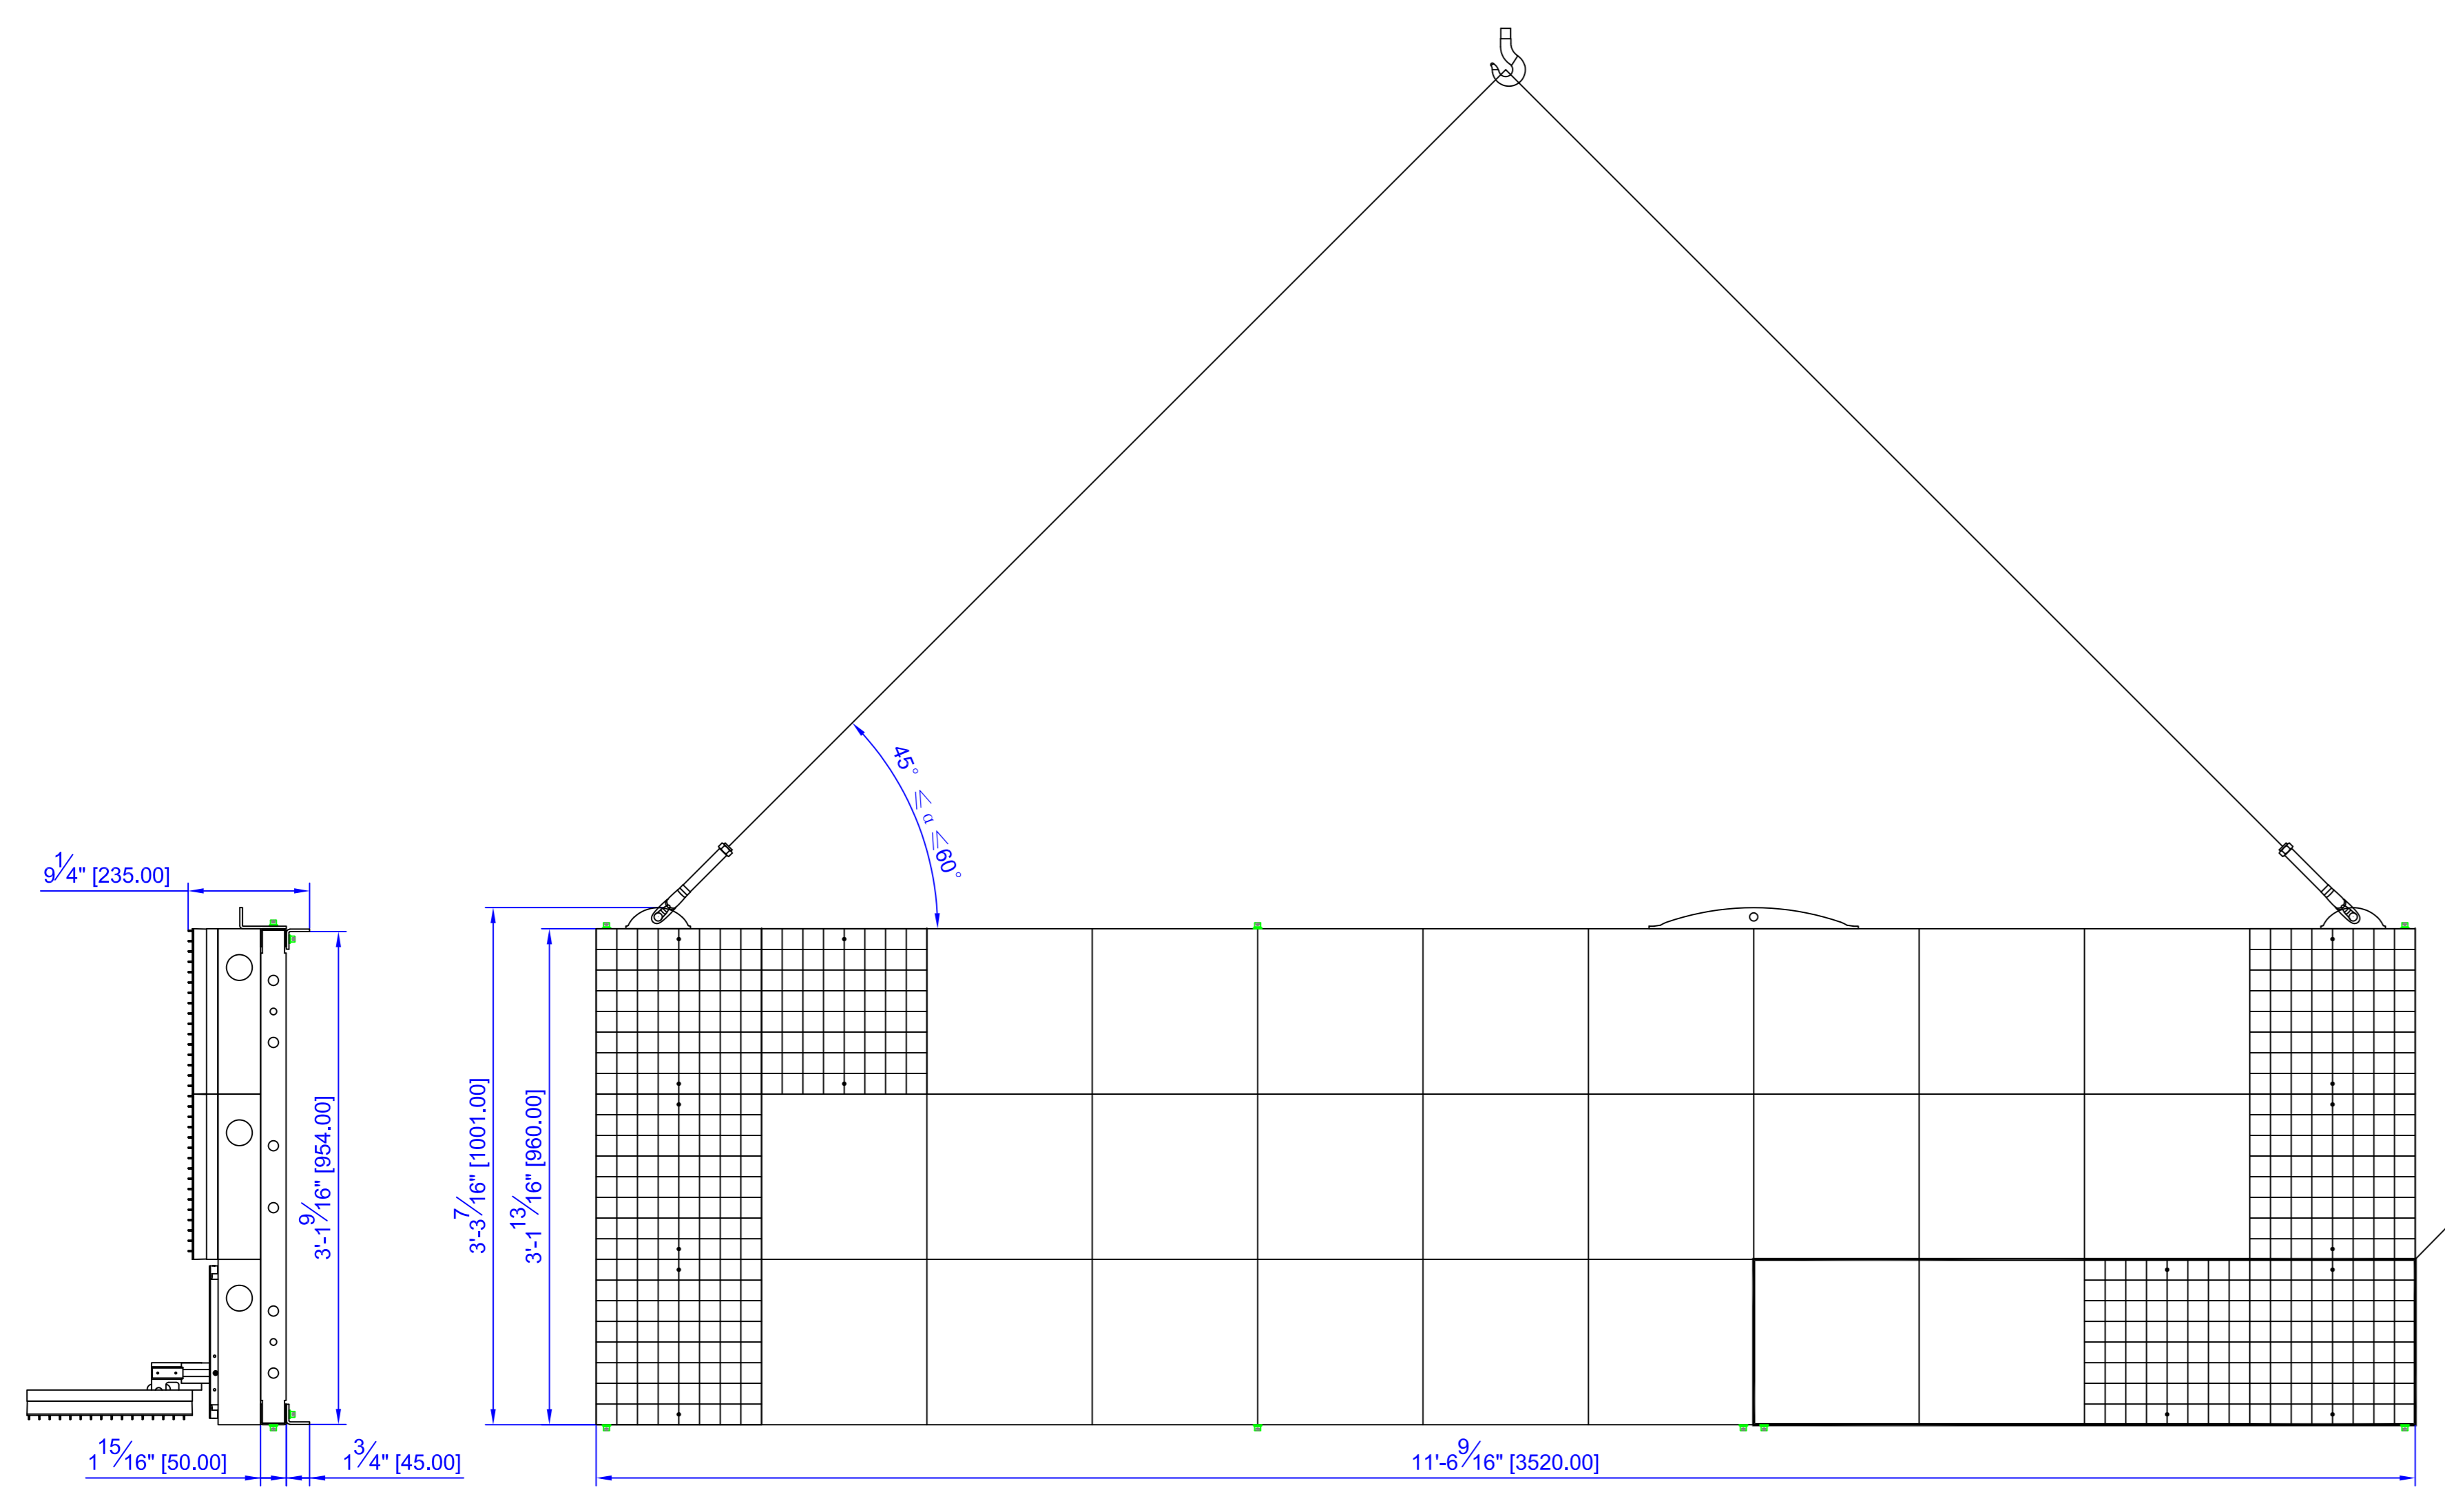 45° ≤ α ≤60°
9 1/4" [235.00]
3'-1 9/16" [954.00]
3'-3 7/16" [1001.00]
3'-1 13/16" [960.00]
1 15/16" [50.00]
1 3/4" [45.00]
11'-6 9/16" [3520.00]